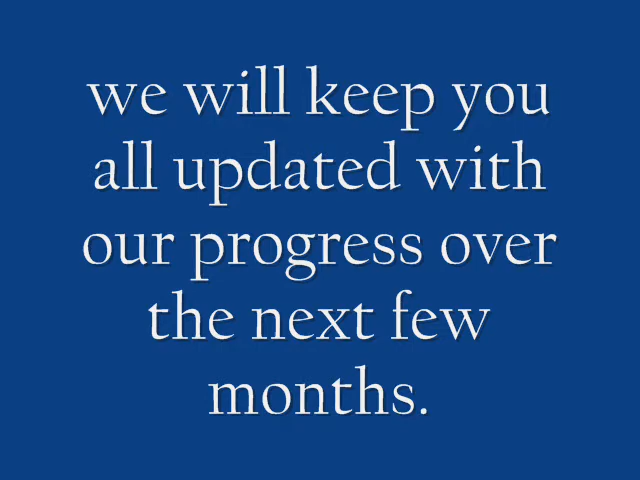 we will keep you
all updated with
our progress over
the next few
months.